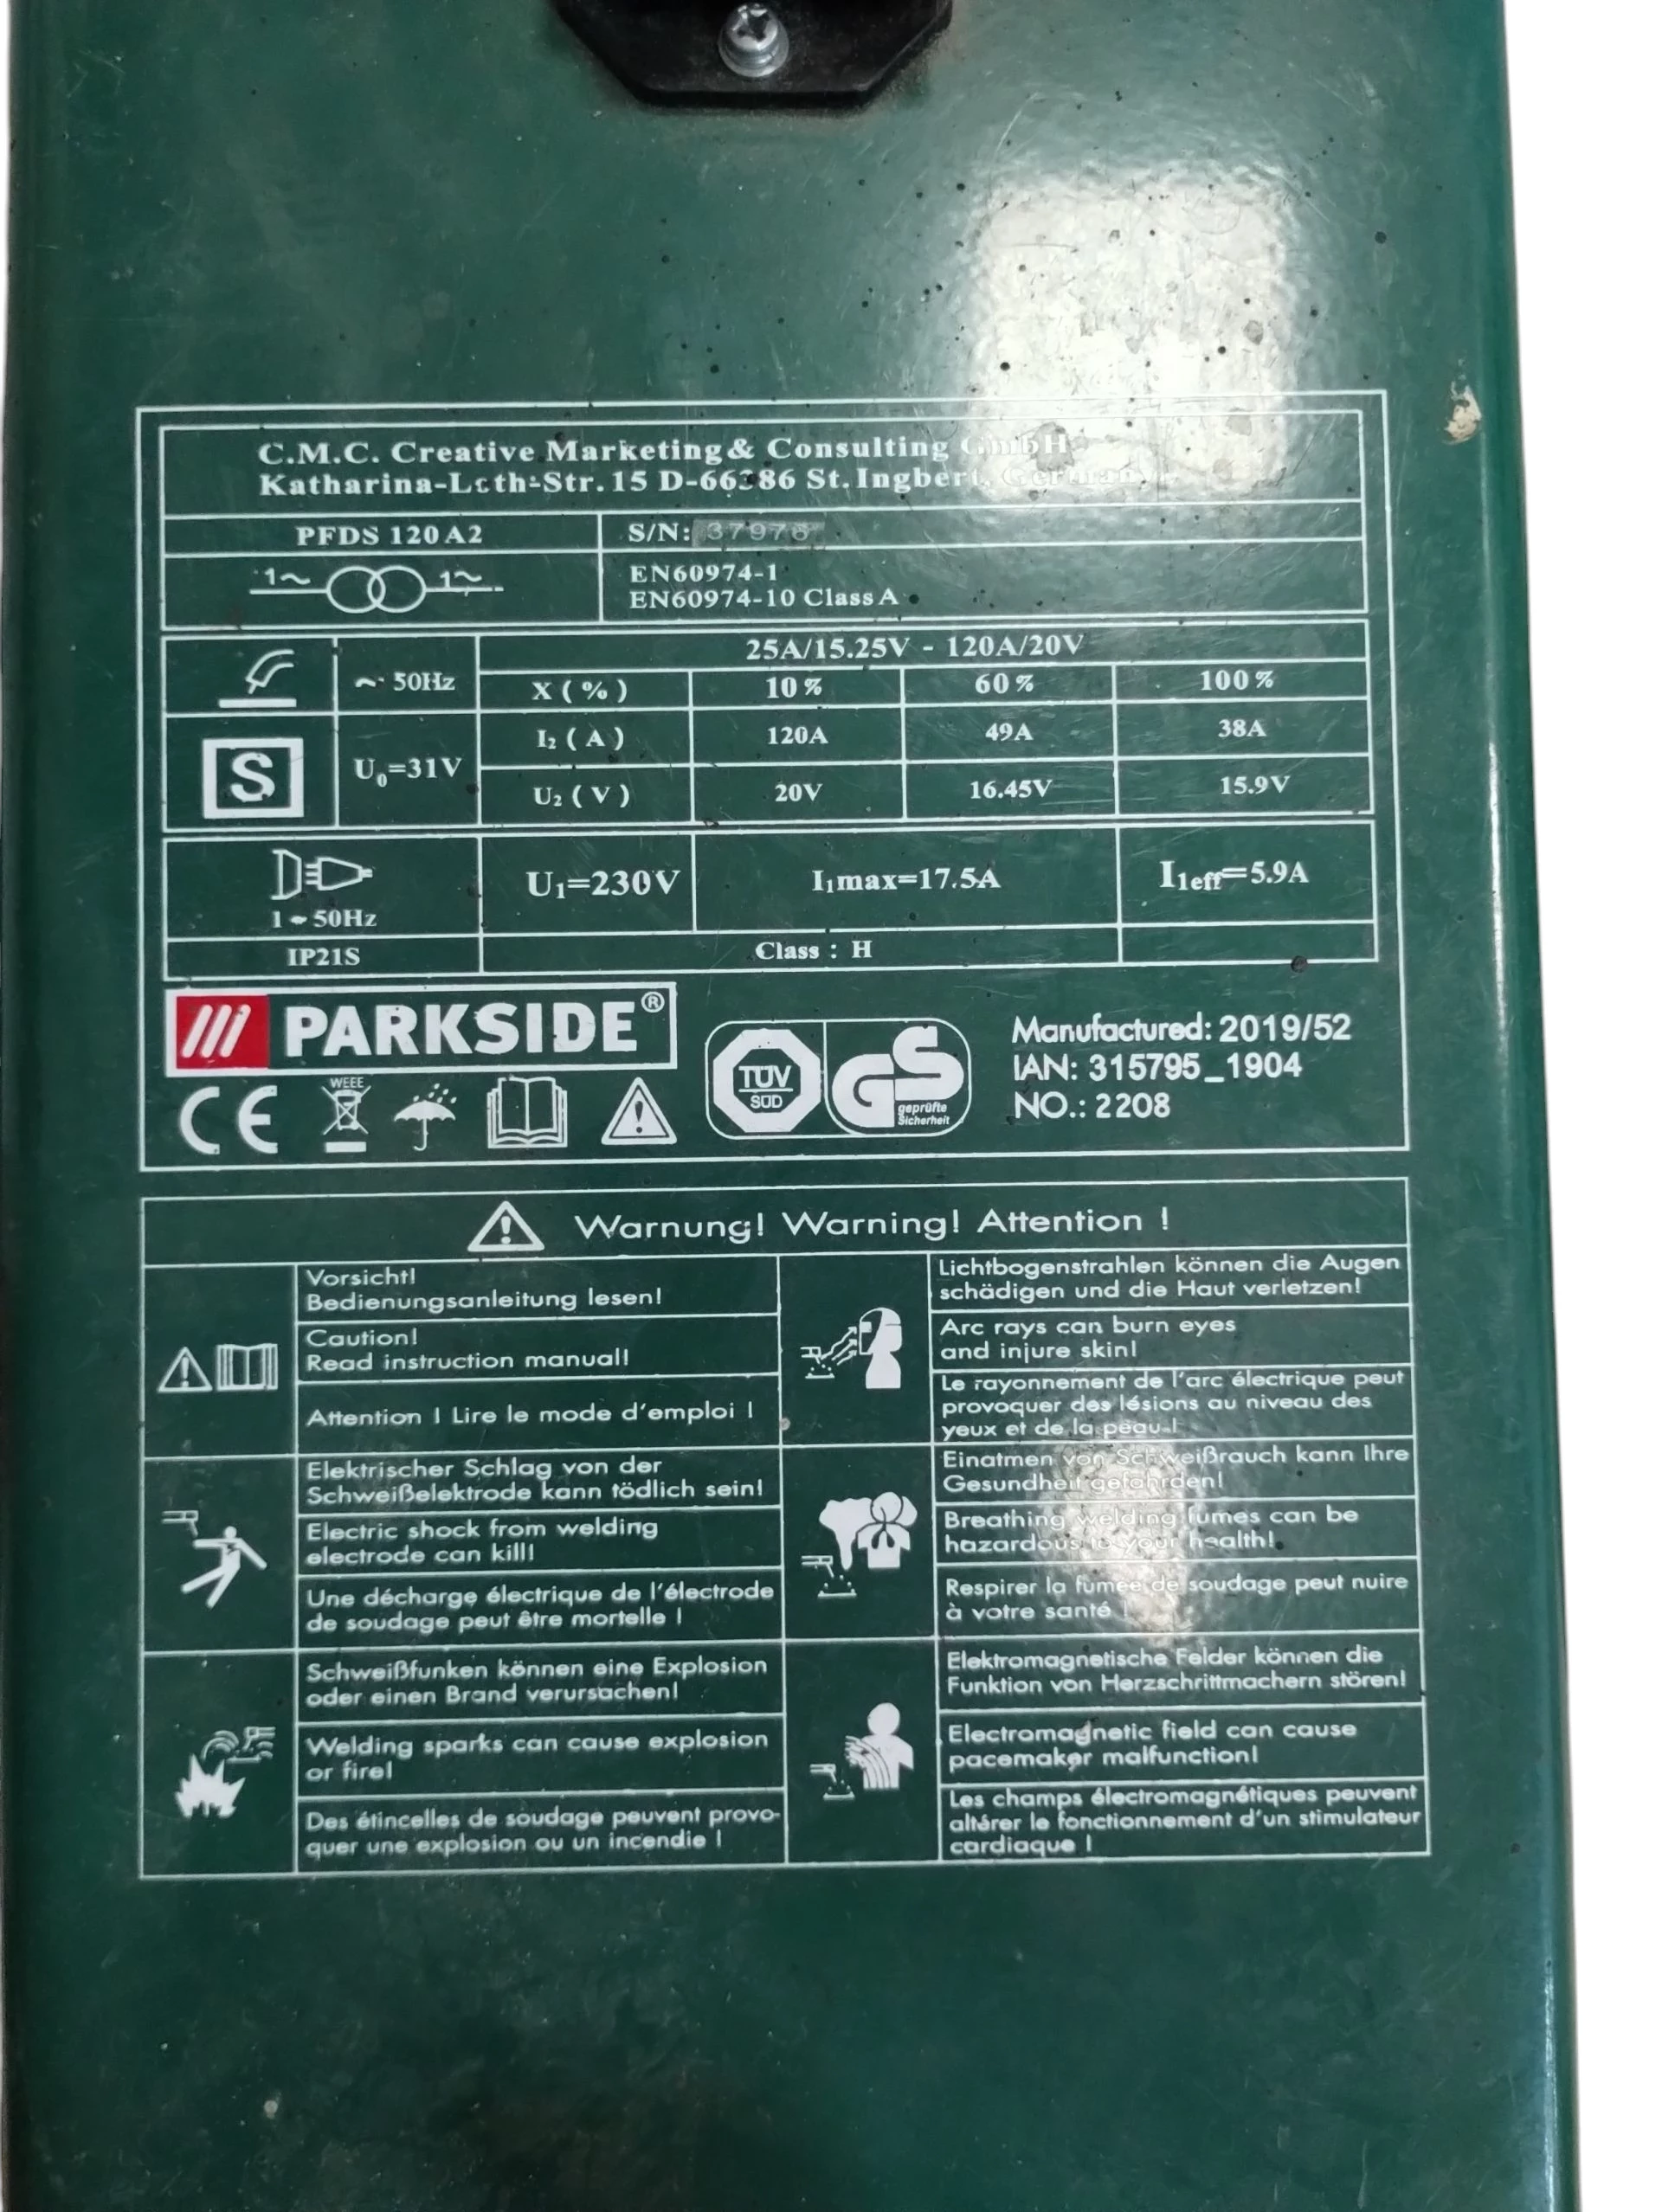 C.M.C. Creative Marketing & Consulting GmbH
Katharina-Loth-Str. 15 D-66386 St. Ingbert,
PFDS 120 A2
S/N:
1~ 1~
EN60974-1
EN60974-10 Class A
25A/15.25V - 120A/20V
~ 50Hz
X ( % ) 10 % 60 % 100 %
I₂ ( A ) 120A 49A 38A
S
U₀=31V
U₂ ( V ) 20V 16.45V 15.9V
U₁=230V I₁max=17.5A I₁eff=5.9A
1 ~ 50Hz
IP21S Class : H
PARKSIDE®
TÜV
SÜD
GS
geprüfte
Sicherheit
Manufactured: 2019/52
IAN: 315795_1904
NO.: 2208
CE WEEE
Warnung! Warning! Attention !
Vorsicht!
Bedienungsanleitung lesen!
Caution!
Read instruction manual!
Attention ! Lire le mode d'emploi !
Lichtbogenstrahlen können die Augen
schädigen und die Haut verletzen!
Arc rays can burn eyes
and injure skin!
Le rayonnement de l'arc électrique peut
provoquer des lésions au niveau des
yeux et de la peau !
Elektrischer Schlag von der
Schweißelektrode kann tödlich sein!
Electric shock from welding
electrode can kill!
Une décharge électrique de l'électrode
de soudage peut être mortelle !
Einatmen von Schweißrauch kann Ihre
Gesundheit gefährden!
Breathing welding fumes can be
hazardous to your health!
Respirer la fumée de soudage peut nuire
à votre santé !
Schweißfunken können eine Explosion
oder einen Brand verursachen!
Welding sparks can cause explosion
or fire!
Des étincelles de soudage peuvent provo-
quer une explosion ou un incendie !
Elektromagnetische Felder können die
Funktion von Herzschrittmachern stören!
Electromagnetic field can cause
pacemaker malfunction!
Les champs électromagnétiques peuvent
altérer le fonctionnement d'un stimulateur
cardiaque !